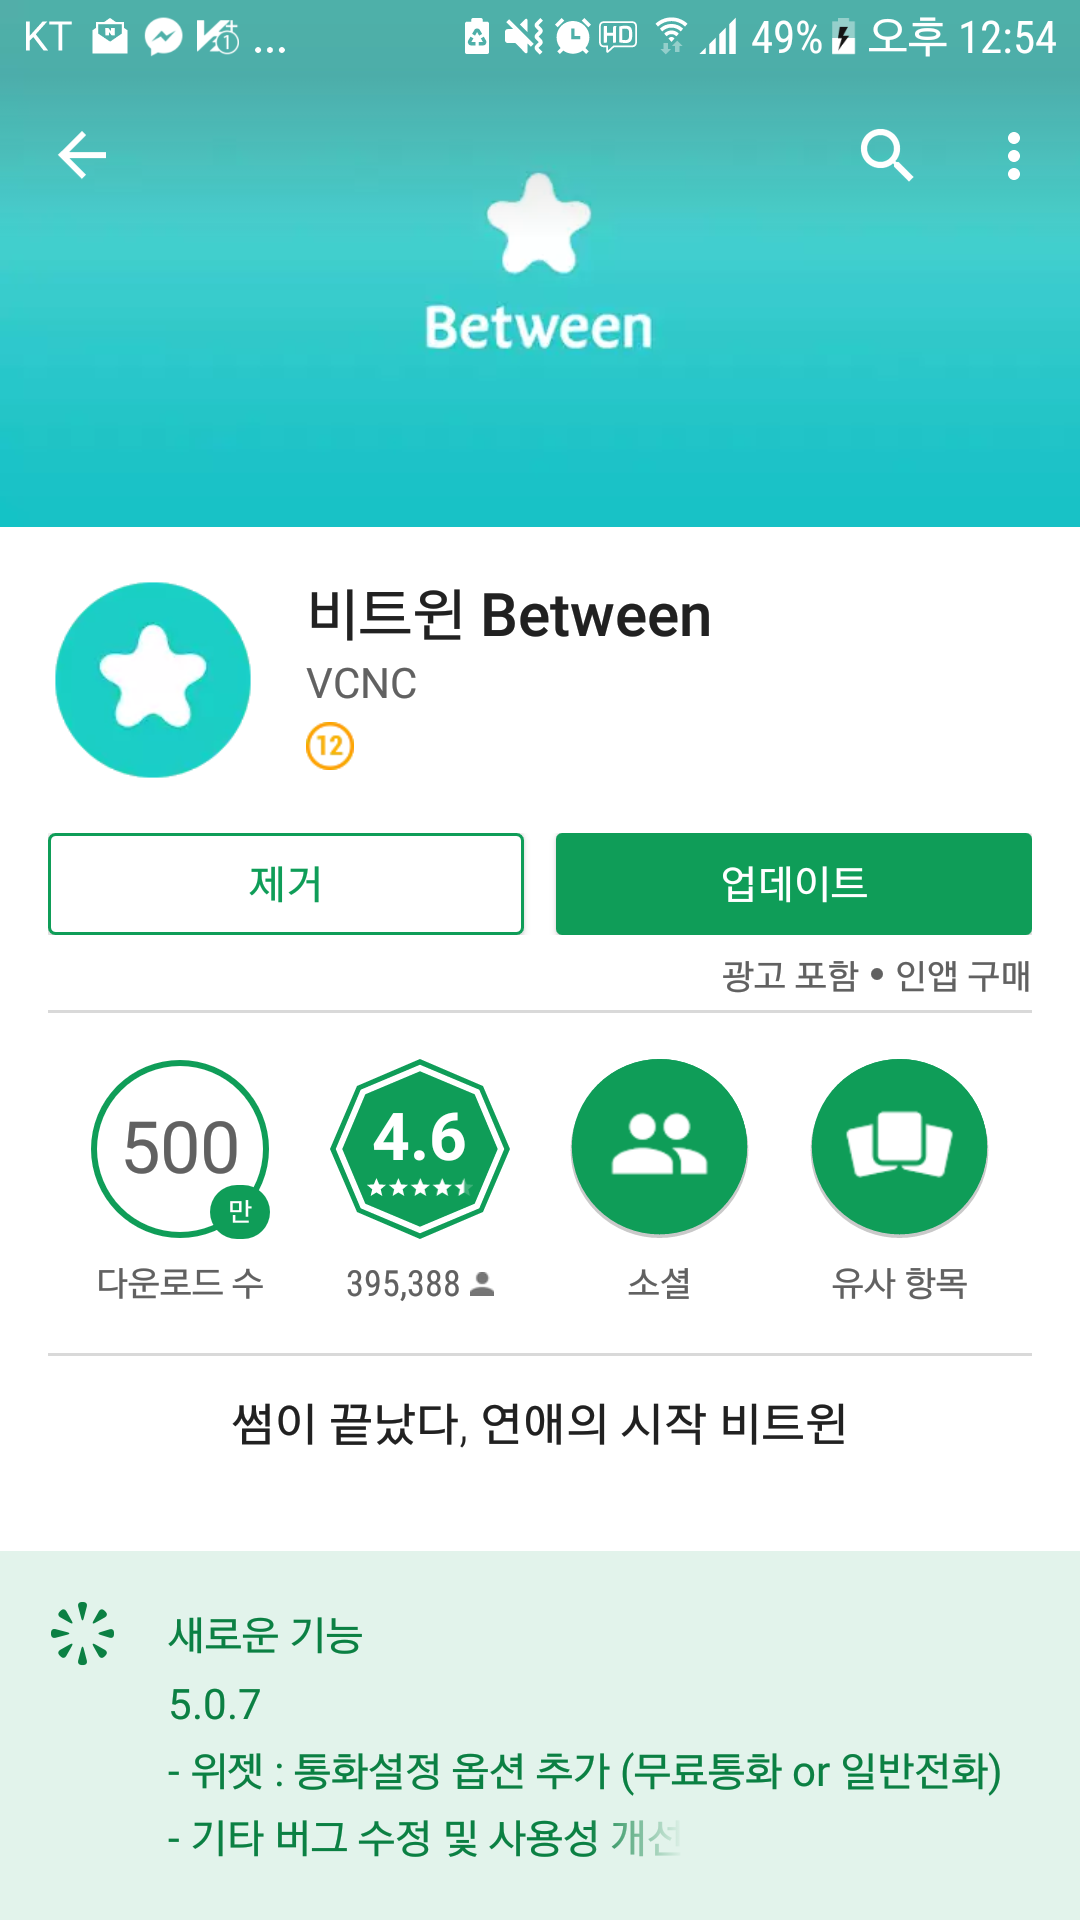 KT ... HD 49% 오후 12:54
Between
비트윈 Between
VCNC
12
제거
업데이트
광고 포함 • 인앱 구매
500
만
4.6
다운로드 수
395,388
소셜
유사 항목
썸이 끝났다, 연애의 시작 비트윈
새로운 기능
5.0.7
- 위젯 : 통화설정 옵션 추가 (무료통화 or 일반전화)
- 기타 버그 수정 및 사용성 개선